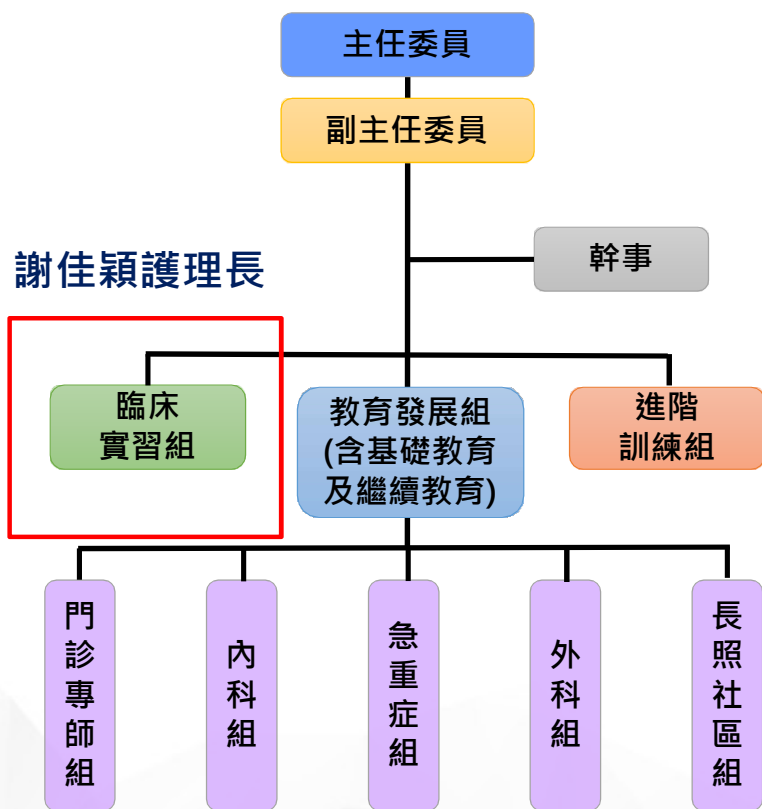 主任委員
副主任委員
幹事
謝佳穎護理長
臨床
實習組
教育發展組
(含基礎教育
及繼續教育)
進階
訓練組
門診專師組
內科組
急重症組
外科組
長照社區組